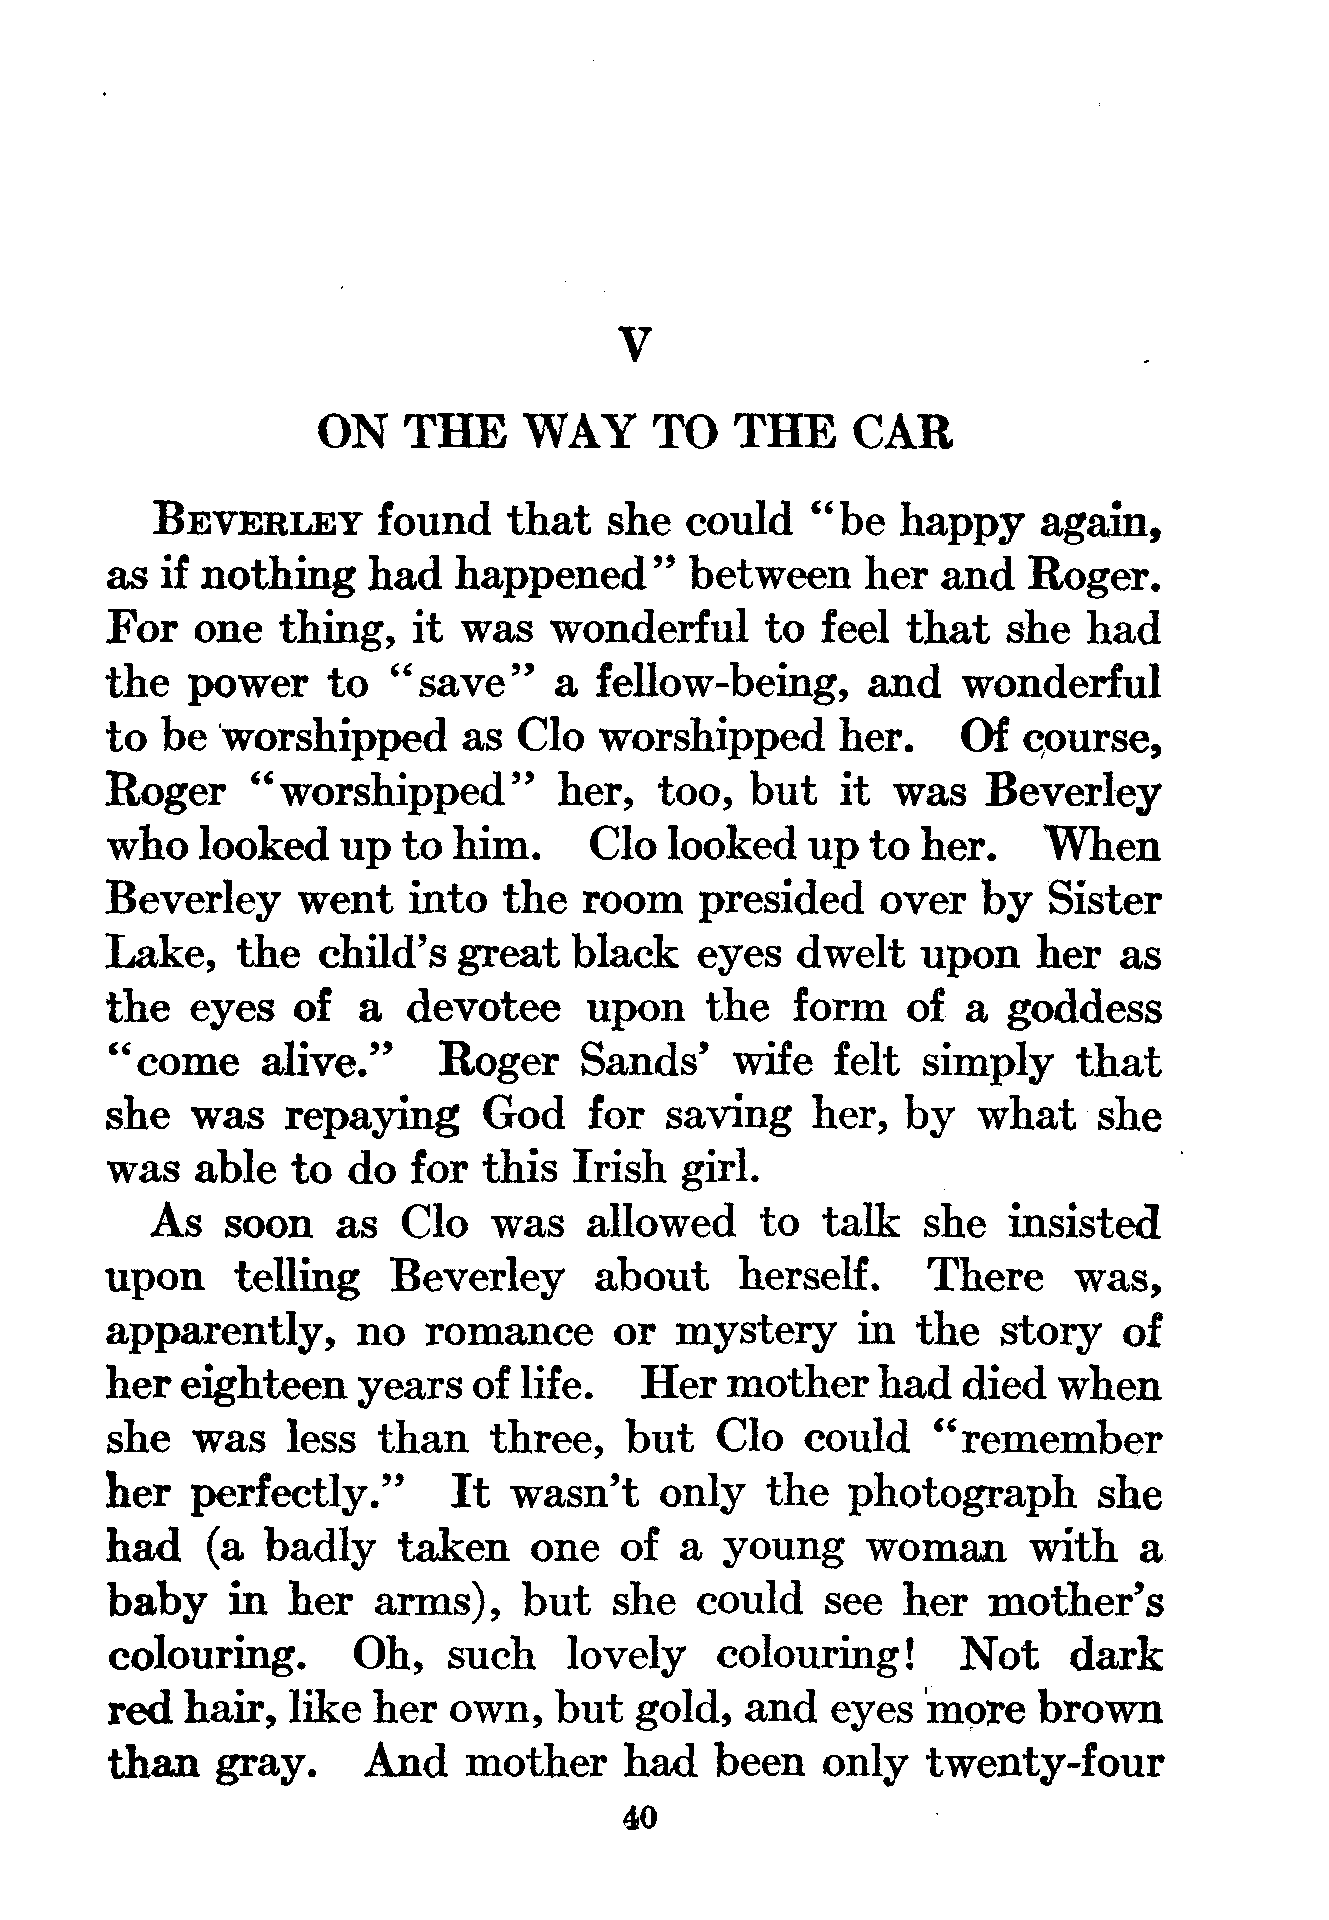 V
ON THE WAY TO THE CAR
BEVERLEY found that she could "be happy again,
as if nothing had happened" between her and Roger.
For one thing, it was wonderful to feel that she had
the power to "save" a fellow-being, and wonderful
to be worshipped as Clo worshipped her. Of course,
Roger "worshipped" her, too, but it was Beverley
who looked up to him. Clo looked up to her. When
Beverley went into the room presided over by Sister
Lake, the child's great black eyes dwelt upon her as
the eyes of a devotee upon the form of a goddess
"come alive." Roger Sands' wife felt simply that
she was repaying God for saving her, by what she
was able to do for this Irish girl.
As soon as Clo was allowed to talk she insisted
upon telling Beverley about herself. There was,
apparently, no romance or mystery in the story of
her eighteen years of life. Her mother had died when
she was less than three, but Clo could "remember
her perfectly." It wasn't only the photograph she
had (a badly taken one of a young woman with a
baby in her arms), but she could see her mother's
colouring. Oh, such lovely colouring! Not dark
red hair, like her own, but gold, and eyes more brown
than gray. And mother had been only twenty-four
40